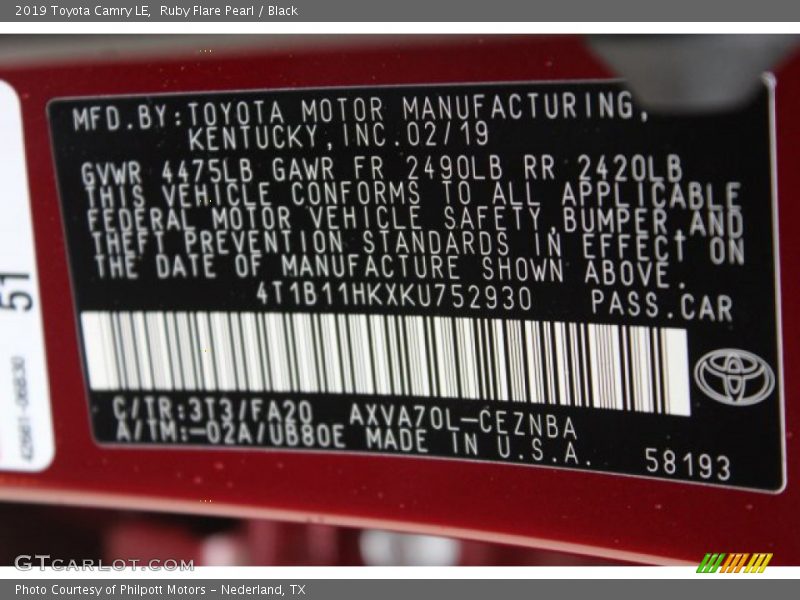 2019 Toyota Camry LE,  Ruby Flare Pearl / Black
MFD.BY:TOYOTA MOTOR MANUFACTURING,
KENTUCKY,INC.02/19
GVWR 4475LB GAWR FR 2490LB RR 2420LB
THIS VEHICLE CONFORMS TO ALL APPLICABLE
FEDERAL MOTOR VEHICLE SAFETY,BUMPER,AND
THEFT PREVENTION STANDARDS IN EFFECT ON
THE DATE OF MANUFACTURE SHOWN ABOVE.
4T1B11HKXKU752930 PASS.CAR
C/TR:3T3/FA20 AXVA70L-CEZNBA
A/TM:-02A/UB80E MADE IN U.S.A.
58193
51
42661-06830
GTCARLOT.COM
Photo Courtesy of Philpott Motors - Nederland, TX